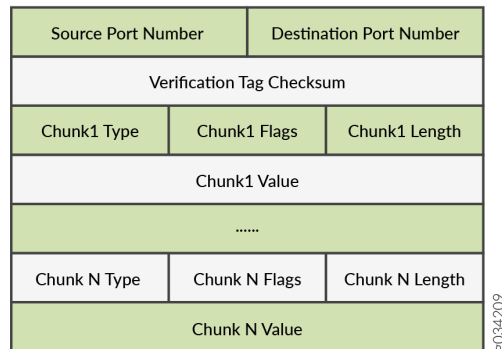 Source Port Number Destination Port Number
Verification Tag Checksum
Chunk1 Type Chunk1 Flags Chunk1 Length
Chunk1 Value
......
Chunk N Type Chunk N Flags Chunk N Length
Chunk N Value
g034209